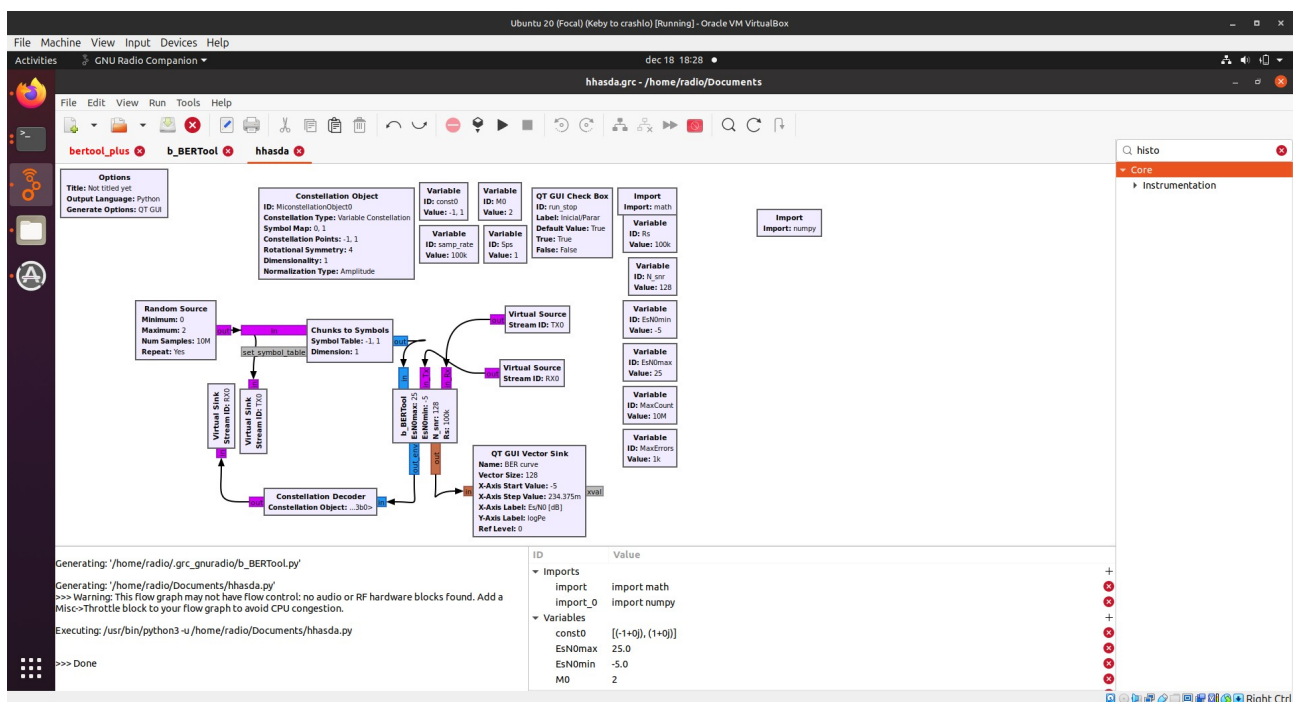 Ubuntu 20 (Focal) (Keby to crashlo) [Running] - Oracle VM VirtualBox
File Machine View Input Devices Help
Activities GNU Radio Companion dec 18 18:28
hhasda.grc - /home/radio/Documents
File Edit View Run Tools Help
bertool_plus b_BERTool hhasda
histo
Core
Instrumentation
Options
Title: Not titled yet
Output Language: Python
Generate Options: QT GUI
Constellation Object
ID: MiconstellationObject0
Constellation Type: Variable Constellation
Symbol Map: 0, 1
Constellation Points: -1, 1
Rotational Symmetry: 4
Dimensionality: 1
Normalization Type: Amplitude
Variable
ID: const0
Value: -1, 1
Variable
ID: M0
Value: 2
Variable
ID: samp_rate
Value: 100k
Variable
ID: Sps
Value: 1
QT GUI Check Box
ID: run_stop
Label: Inicial/Parar
Default Value: True
True: True
False: False
Import
Import: math
Variable
ID: Rs
Value: 100k
Import
Import: numpy
Variable
ID: N_snr
Value: 128
Variable
ID: EsN0min
Value: -5
Variable
ID: EsN0max
Value: 25
Variable
ID: MaxCount
Value: 10M
Variable
ID: MaxErrors
Value: 1k
Random Source
Minimum: 0
Maximum: 2
Num Samples: 10M
Repeat: Yes
out
in
set_symbol_table
Chunks to Symbols
Symbol Table: -1, 1
Dimension: 1
out
out
Virtual Source
Stream ID: TX0
out
Virtual Source
Stream ID: RX0
in
Virtual Sink
Stream ID: RX0
in
Virtual Sink
Stream ID: TX0
in
in_Tx
in_Rx
b_BERTool
EsN0max: 25
EsN0min: -5
N_snr: 128
Rs: 100k
out_env
out
out
Constellation Decoder
Constellation Object: ...3b0>
in
in
QT GUI Vector Sink
Name: BER curve
Vector Size: 128
X-Axis Start Value: -5
X-Axis Step Value: 234.375m
X-Axis Label: Es/N0 [dB]
Y-Axis Label: logPe
Ref Level: 0
xval
Generating: '/home/radio/.grc_gnuradio/b_BERTool.py'
Generating: '/home/radio/Documents/hhasda.py'
>>> Warning: This flow graph may not have flow control: no audio or RF hardware blocks found. Add a
Misc->Throttle block to your flow graph to avoid CPU congestion.
Executing: /usr/bin/python3 -u /home/radio/Documents/hhasda.py
>>> Done
ID Value
Imports
import import math
import_0 import numpy
Variables
const0 [(-1+0j), (1+0j)]
EsN0max 25.0
EsN0min -5.0
M0 2
Right Ctrl